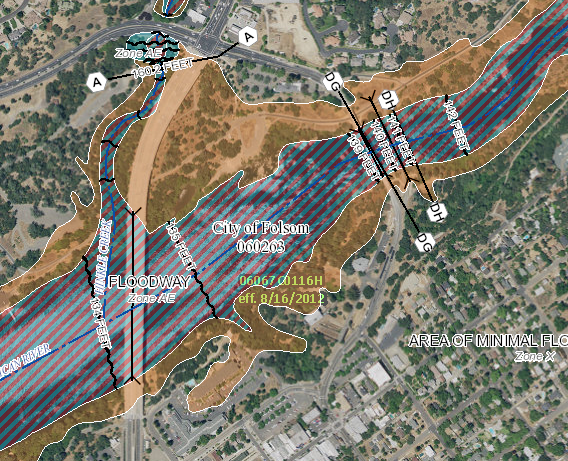 A
Zone AE
160.2 FEET
A
DG
DH
142 FEET
141 FEET
140 FEET
139 FEET
DH
DG
City of Folsom
060263
135 FEET
HINKLE CREEK
FLOODWAY
Zone AE
06067C0116H
eff. 8/16/2012
134 FEET
CAN RIVER
AREA OF MINIMAL FLO
Zone X